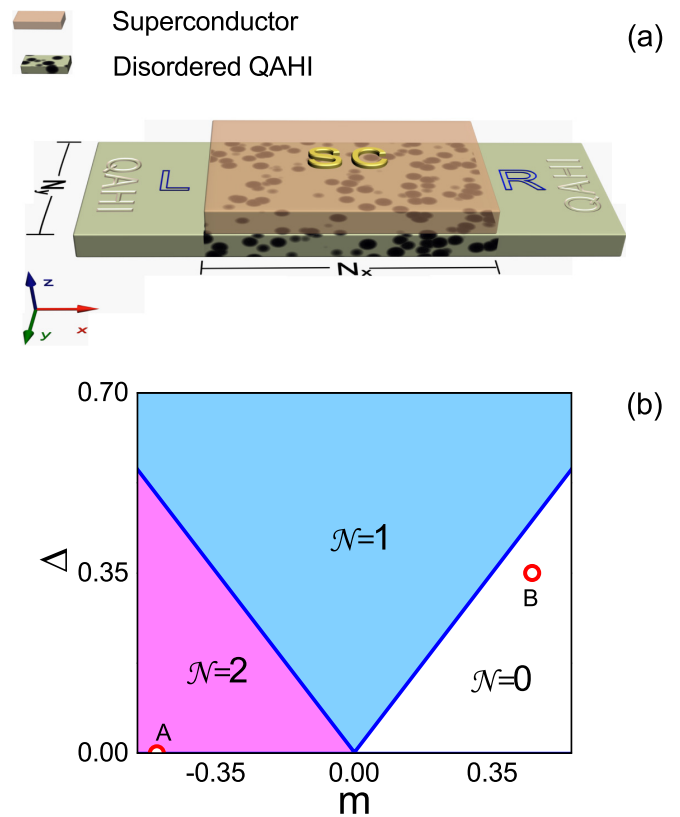 Superconductor
(a)
Disordered QAHI
SC
QAHI
L
R
QAHI
Ny
Nx
z
x
y
(b)
0.70
𝒩=1
Δ
0.35
B
𝒩=2
𝒩=0
A
0.00
-0.35
0.00
0.35
m